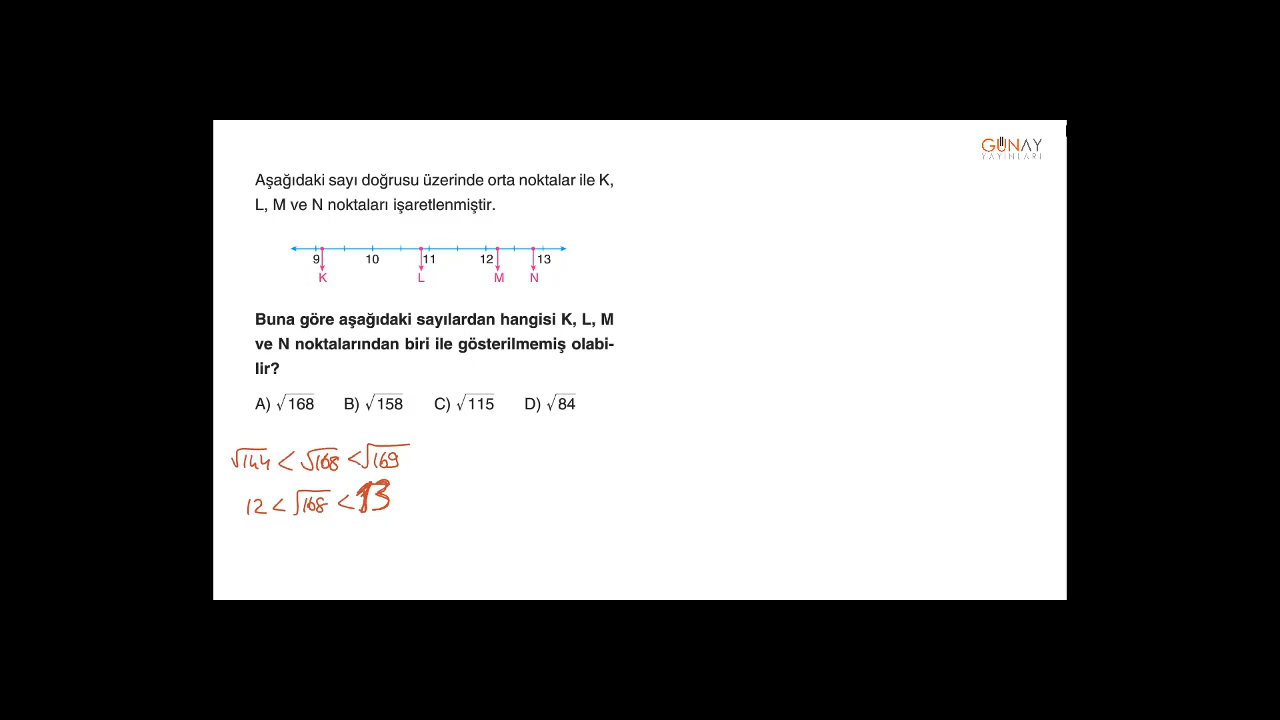 GÜNAY
YAYINLARI
Aşağıdaki sayı doğrusu üzerinde orta noktalar ile K,
L, M ve N noktaları işaretlenmiştir.
9 10 11 12 13
K L M N
Buna göre aşağıdaki sayılardan hangisi K, L, M
ve N noktalarından biri ile gösterilmemiş olabi-
lir?
A) √168 B) √158 C) √115 D) √84
√144 < √168 < √169
12 < √168 < 13